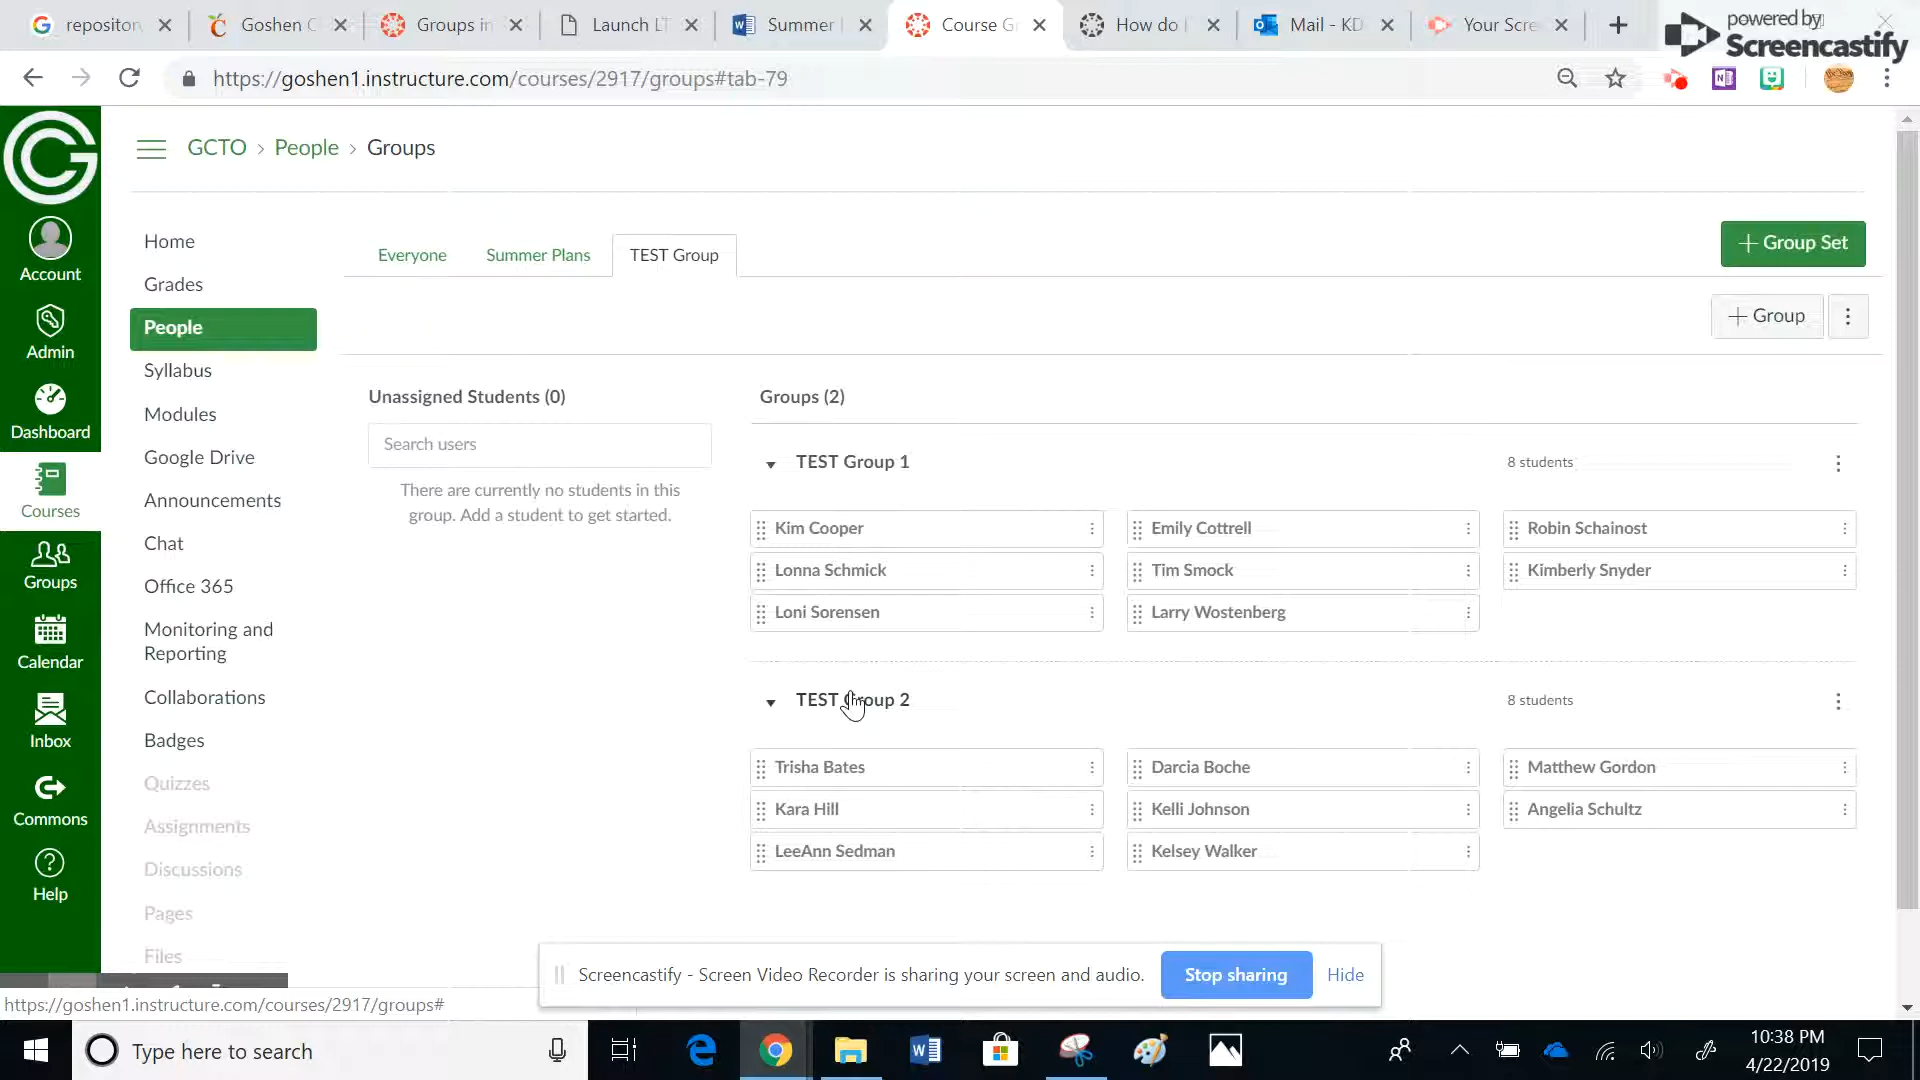 repositor
Goshen C
Groups in
Launch LT
Summer
Course G
How do
Mail - KD
Your Scre
powered by
Screencastify
https://goshen1.instructure.com/courses/2917/groups#tab-79
GCTO > People > Groups
Account
Admin
Dashboard
Courses
Groups
Calendar
Inbox
Commons
Help
Home
Grades
People
Syllabus
Modules
Google Drive
Announcements
Chat
Office 365
Monitoring and
Reporting
Collaborations
Badges
Quizzes
Assignments
Discussions
Pages
Files
Everyone
Summer Plans
TEST Group
+ Group Set
+ Group
Unassigned Students (0)
Search users
There are currently no students in this
group. Add a student to get started.
Groups (2)
TEST Group 1
8 students
Kim Cooper
Emily Cottrell
Robin Schainost
Lonna Schmick
Tim Smock
Kimberly Snyder
Loni Sorensen
Larry Wostenberg
TEST Group 2
8 students
Trisha Bates
Darcia Boche
Matthew Gordon
Kara Hill
Kelli Johnson
Angelia Schultz
LeeAnn Sedman
Kelsey Walker
Screencastify - Screen Video Recorder is sharing your screen and audio.
Stop sharing
Hide
https://goshen1.instructure.com/courses/2917/groups#
Type here to search
10:38 PM
4/22/2019